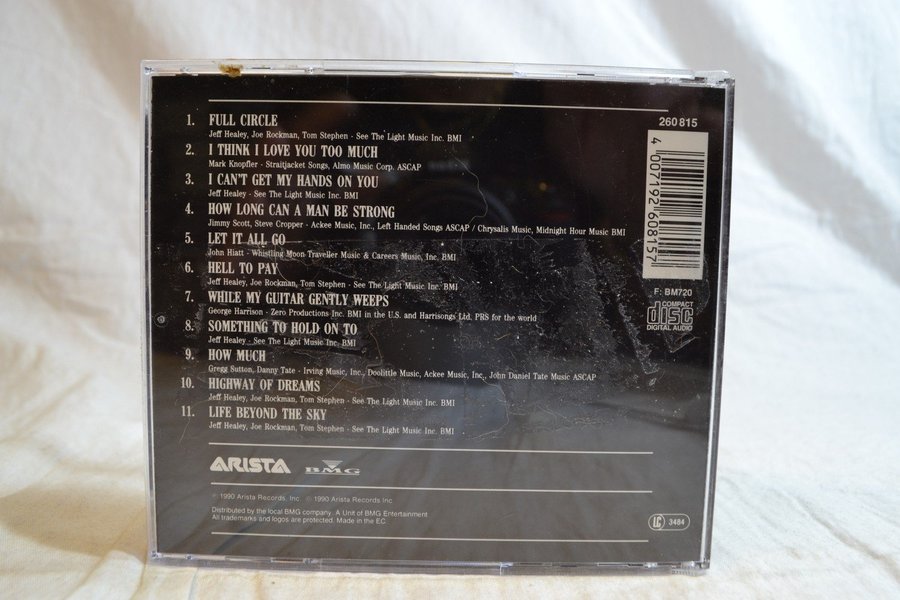 260 815
1. FULL CIRCLE
Jeff Healey, Joe Rockman, Tom Stephen - See The Light Music Inc. BMI
2. I THINK I LOVE YOU TOO MUCH
Mark Knopfler - Straitjacket Songs, Almo Music Corp. ASCAP
3. I CAN'T GET MY HANDS ON YOU
Jeff Healey - See The Light Music Inc. BMI
4. HOW LONG CAN A MAN BE STRONG
Jimmy Scott, Steve Cropper - Ackee Music, Inc., Left Handed Songs ASCAP / Chrysalis Music, Midnight Hour Music BMI
5. LET IT ALL GO
John Hiatt - Whistling Moon Traveller Music & Careers Music, Inc. BMI
6. HELL TO PAY
Jeff Healey, Joe Rockman, Tom Stephen - See The Light Music Inc. BMI
7. WHILE MY GUITAR GENTLY WEEPS
George Harrison - Zero Productions Inc. BMI in the U.S. and Harrisongs Ltd. PRS for the world
8. SOMETHING TO HOLD ON TO
Jeff Healey - See The Light Music Inc. BMI
9. HOW MUCH
Gregg Sutton, Danny Tate - Irving Music, Inc., Doolittle Music, Ackee Music, Inc., John Daniel Tate Music ASCAP
10. HIGHWAY OF DREAMS
Jeff Healey, Joe Rockman, Tom Stephen - See The Light Music Inc. BMI
11. LIFE BEYOND THE SKY
Jeff Healey, Joe Rockman, Tom Stephen - See The Light Music Inc. BMI
4 007192 608157
F: BM720
COMPACT
disc
DIGITAL AUDIO
ARISTA BMG
℗ 1990 Arista Records, Inc. © 1990 Arista Records Inc
Distributed by the local BMG company. A Unit of BMG Entertainment
All trademarks and logos are protected. Made in the EC
LC 3484